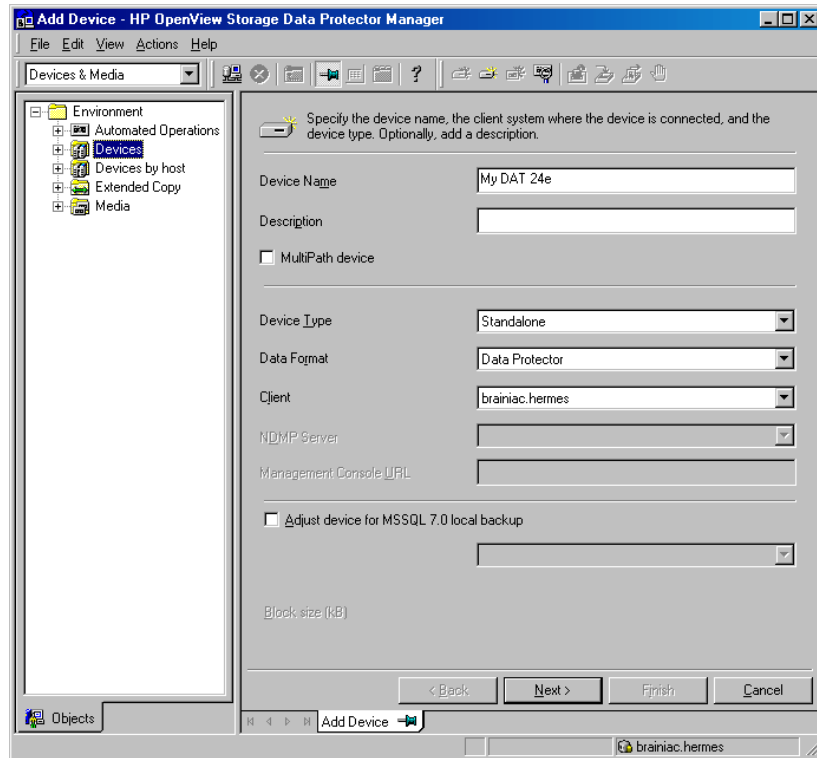 Add Device - HP OpenView Storage Data Protector Manager
File Edit View Actions Help
Devices & Media
Environment
Automated Operations
Devices
Devices by host
Extended Copy
Media
Specify the device name, the client system where the device is connected, and the
device type. Optionally, add a description.
Device Name
My DAT 24e
Description
MultiPath device
Device Type
Standalone
Data Format
Data Protector
Client
brainiac.hermes
NDMP Server
Management Console URL
Adjust device for MSSQL 7.0 local backup
Block size (kB)
< Back
Next >
Finish
Cancel
Objects
Add Device
brainiac.hermes